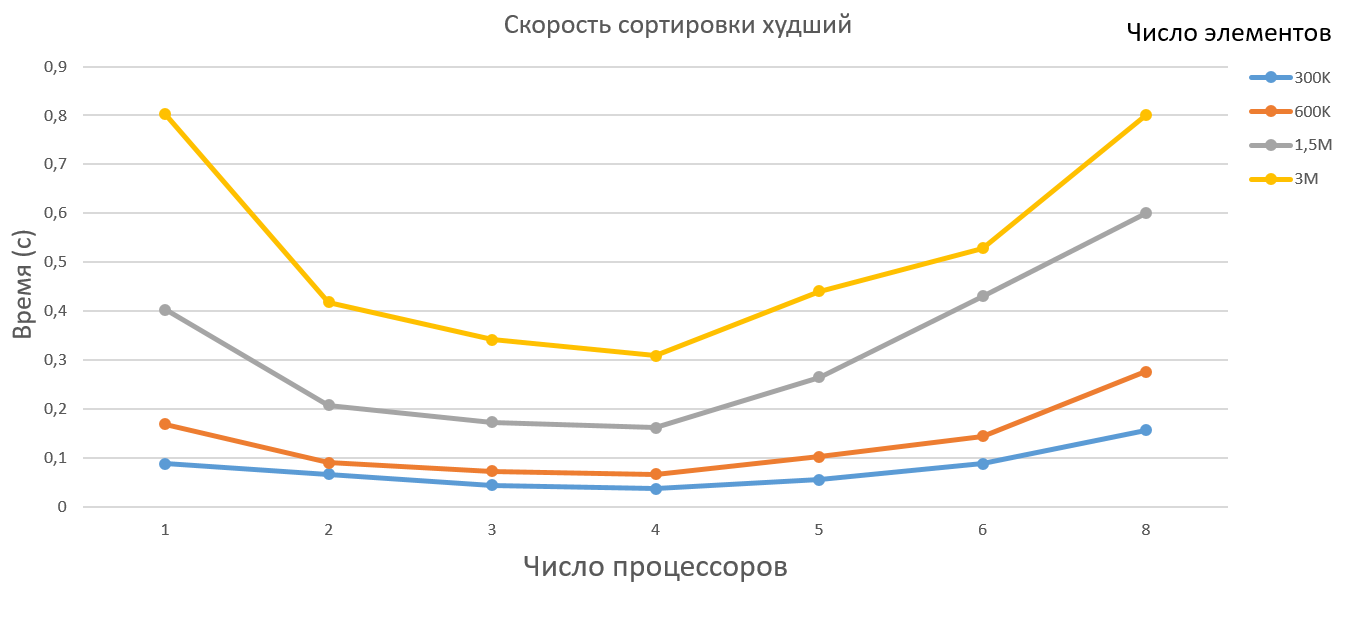 Скорость сортировки худший
Число элементов
300K
600K
1,5M
3M
Время (с)
0,9
0,8
0,7
0,6
0,5
0,4
0,3
0,2
0,1
0
1 2 3 4 5 6 8
Число процессоров